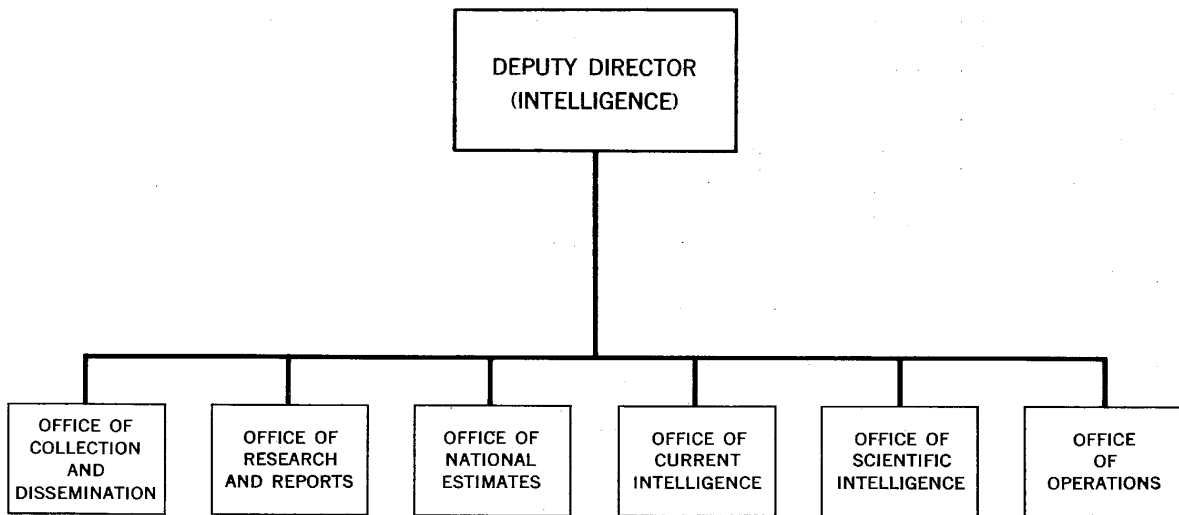 DEPUTY DIRECTOR
(INTELLIGENCE)
OFFICE OF
COLLECTION
AND
DISSEMINATION
OFFICE OF
RESEARCH
AND REPORTS
OFFICE OF
NATIONAL
ESTIMATES
OFFICE OF
CURRENT
INTELLIGENCE
OFFICE OF
SCIENTIFIC
INTELLIGENCE
OFFICE
OF
OPERATIONS